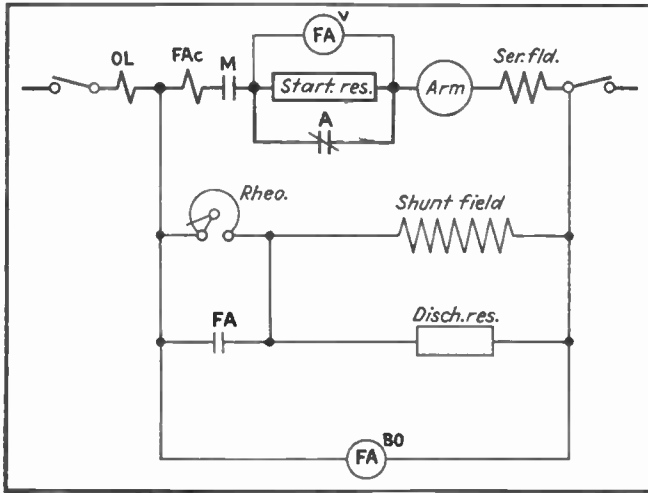 V
FA
OL
FAc
M
Start. res.
Arm
Ser. fld.
A
Rheo.
Shunt field
FA
Disch. res.
FA
BO